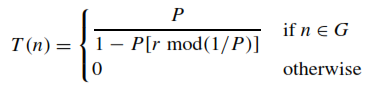 T(n) = { P / (1 − P[r mod(1/P)]) if n ∈ G
0 otherwise